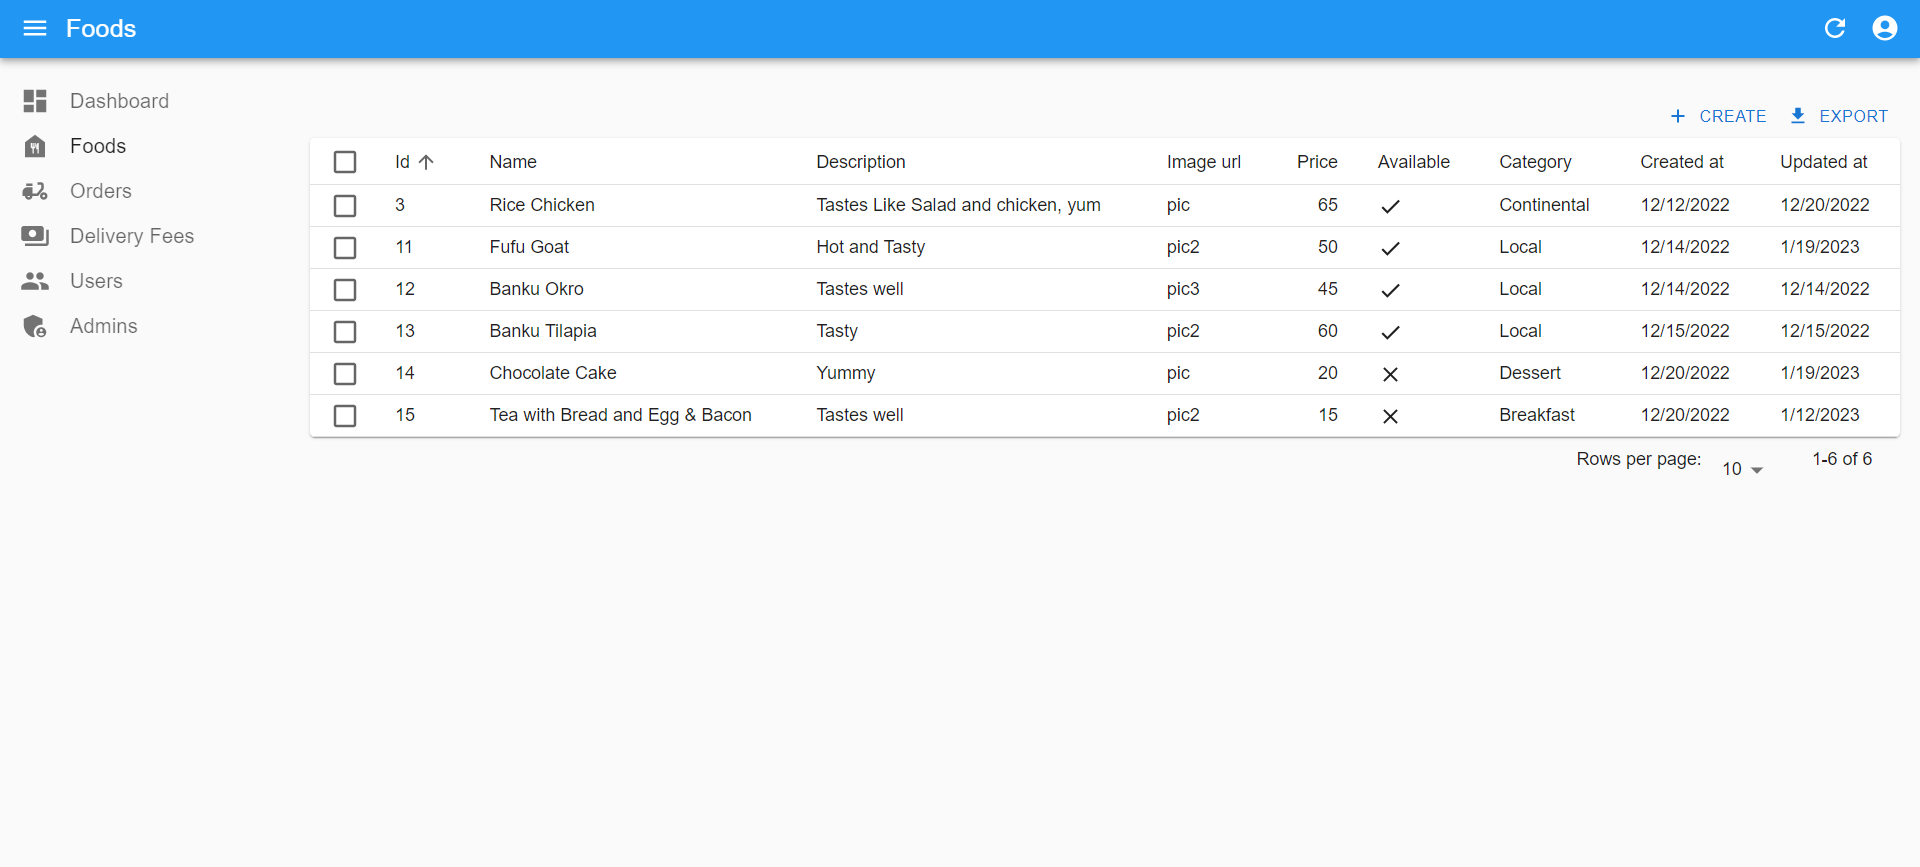 Foods
Dashboard
Foods
Orders
Delivery Fees
Users
Admins
CREATE EXPORT
Id Name Description Image url Price Available Category Created at Updated at
3 Rice Chicken Tastes Like Salad and chicken, yum pic 65 Continental 12/12/2022 12/20/2022
11 Fufu Goat Hot and Tasty pic2 50 Local 12/14/2022 1/19/2023
12 Banku Okro Tastes well pic3 45 Local 12/14/2022 12/14/2022
13 Banku Tilapia Tasty pic2 60 Local 12/15/2022 12/15/2022
14 Chocolate Cake Yummy pic 20 Dessert 12/20/2022 1/19/2023
15 Tea with Bread and Egg & Bacon Tastes well pic2 15 Breakfast 12/20/2022 1/12/2023
Rows per page: 10 1-6 of 6